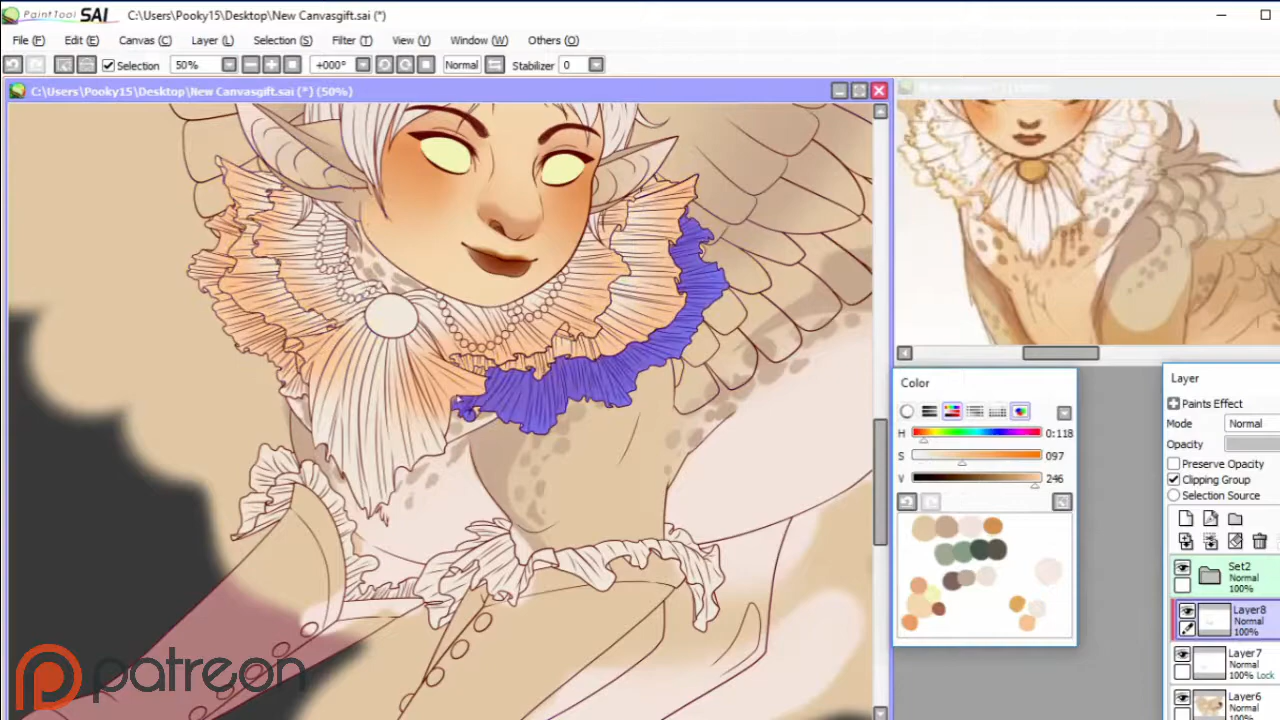 PaintTool SAI C:\Users\Pooky15\Desktop\New Canvasgift.sai (*)
File (F) Edit (E) Canvas (C) Layer (L) Selection (S) Filter (T) View (V) Window (W) Others (O)
Selection 50% +000° Normal Stabilizer 0
C:\Users\Pooky15\Desktop\New Canvasgift.sai (*) (50%)
Color
H 0:118
S 097
V 246
Layer
Paints Effect
Mode Normal
Opacity
Preserve Opacity
Clipping Group
Selection Source
Set2
Normal
100%
Layer8
Normal
100%
Layer7
Normal
100% Lock
Layer6
Normal
100%
patreon